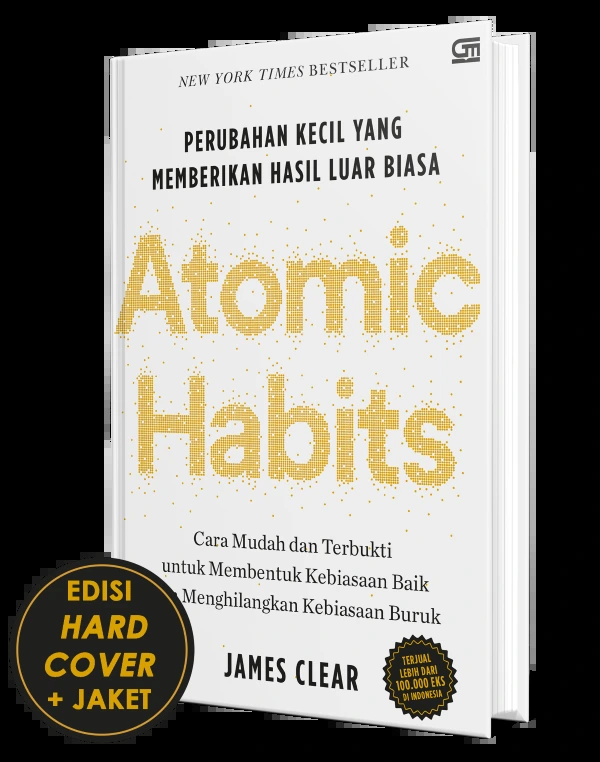 NEW YORK TIMES BESTSELLER
PERUBAHAN KECIL YANG
MEMBERIKAN HASIL LUAR BIASA
Atomic
Habits
Cara Mudah dan Terbukti
untuk Membentuk Kebiasaan Baik
Menghilangkan Kebiasaan Buruk
JAMES CLEAR
TERJUAL
LEBIH DARI
100.000 EKS
DI INDONESIA
EDISI
HARD
COVER
+ JAKET